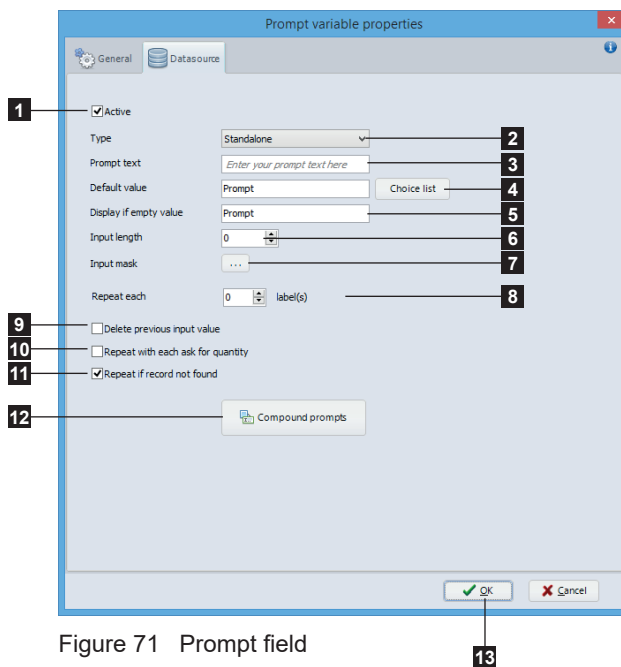 Prompt variable properties
General Datasource
1 Active
Type Standalone 2
Prompt text Enter your prompt text here 3
Default value Prompt Choice list 4
Display if empty value Prompt 5
Input length 0 6
Input mask ... 7
Repeat each 0 label(s) 8
9 Delete previous input value
10 Repeat with each ask for quantity
11 Repeat if record not found
12 Compound prompts
OK Cancel
Figure 71 Prompt field
13